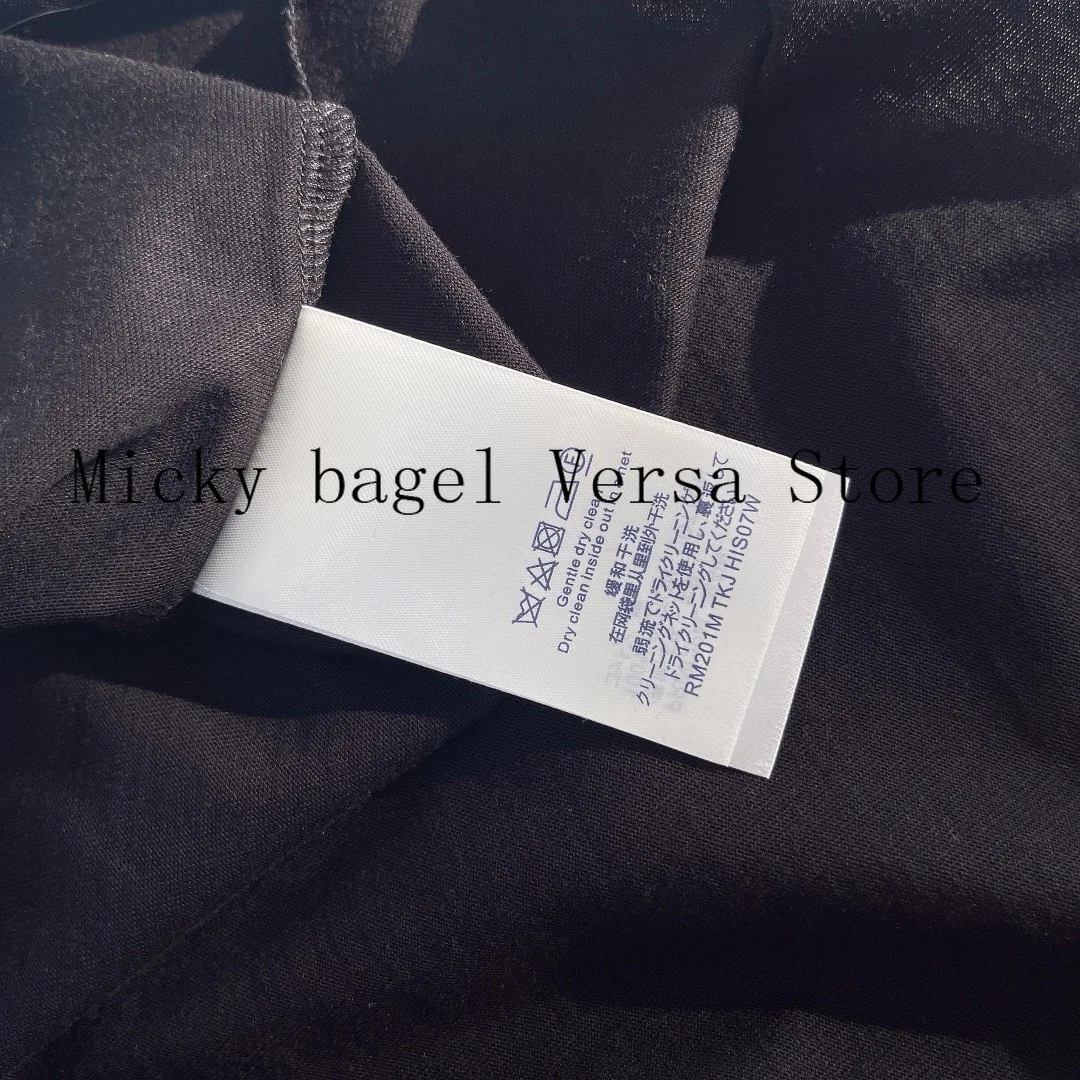 Micky bagel Versa Store
E
Gentle dry clean
Dry clean inside out in net
缓和干洗
在网袋里从里到外干洗
弱流でドライクリーニング
クリーニングネットを使用し、裏返して
ドライクリーニングしてください
RM201M TKJ HIS07W